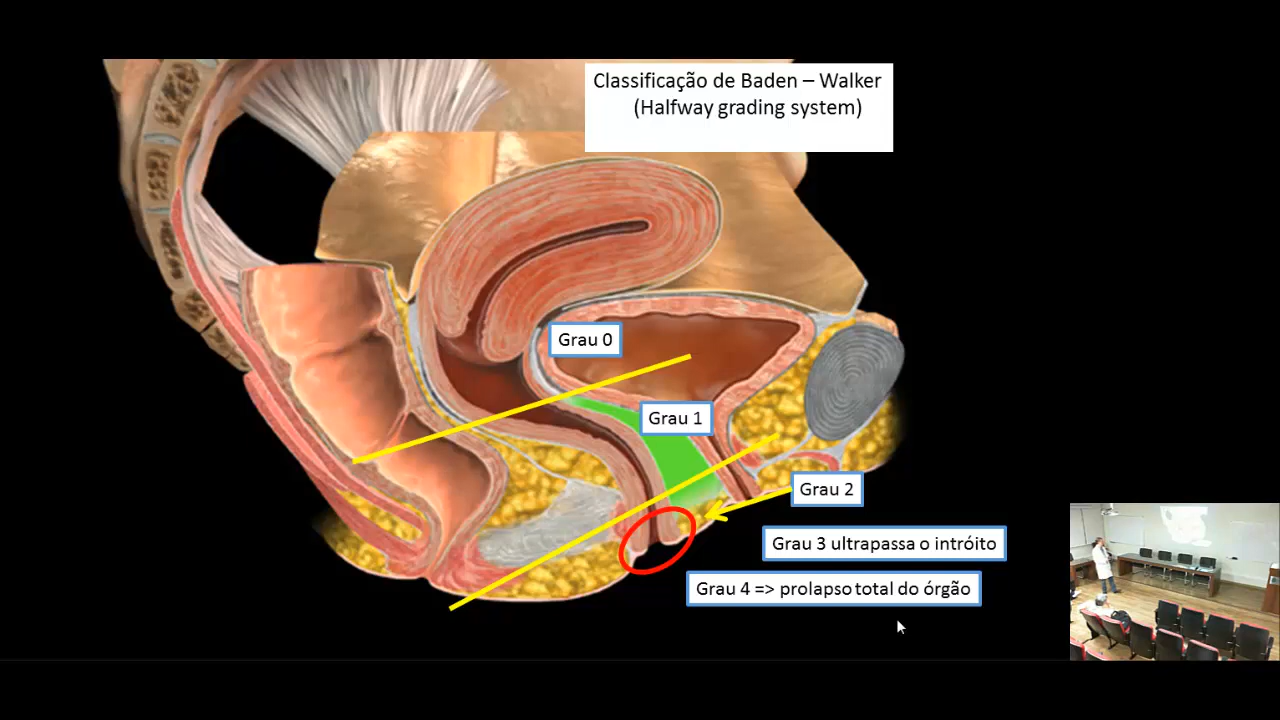 Classificação de Baden – Walker
(Halfway grading system)
Grau 0
Grau 1
Grau 2
Grau 3 ultrapassa o intróito
Grau 4 => prolapso total do órgão